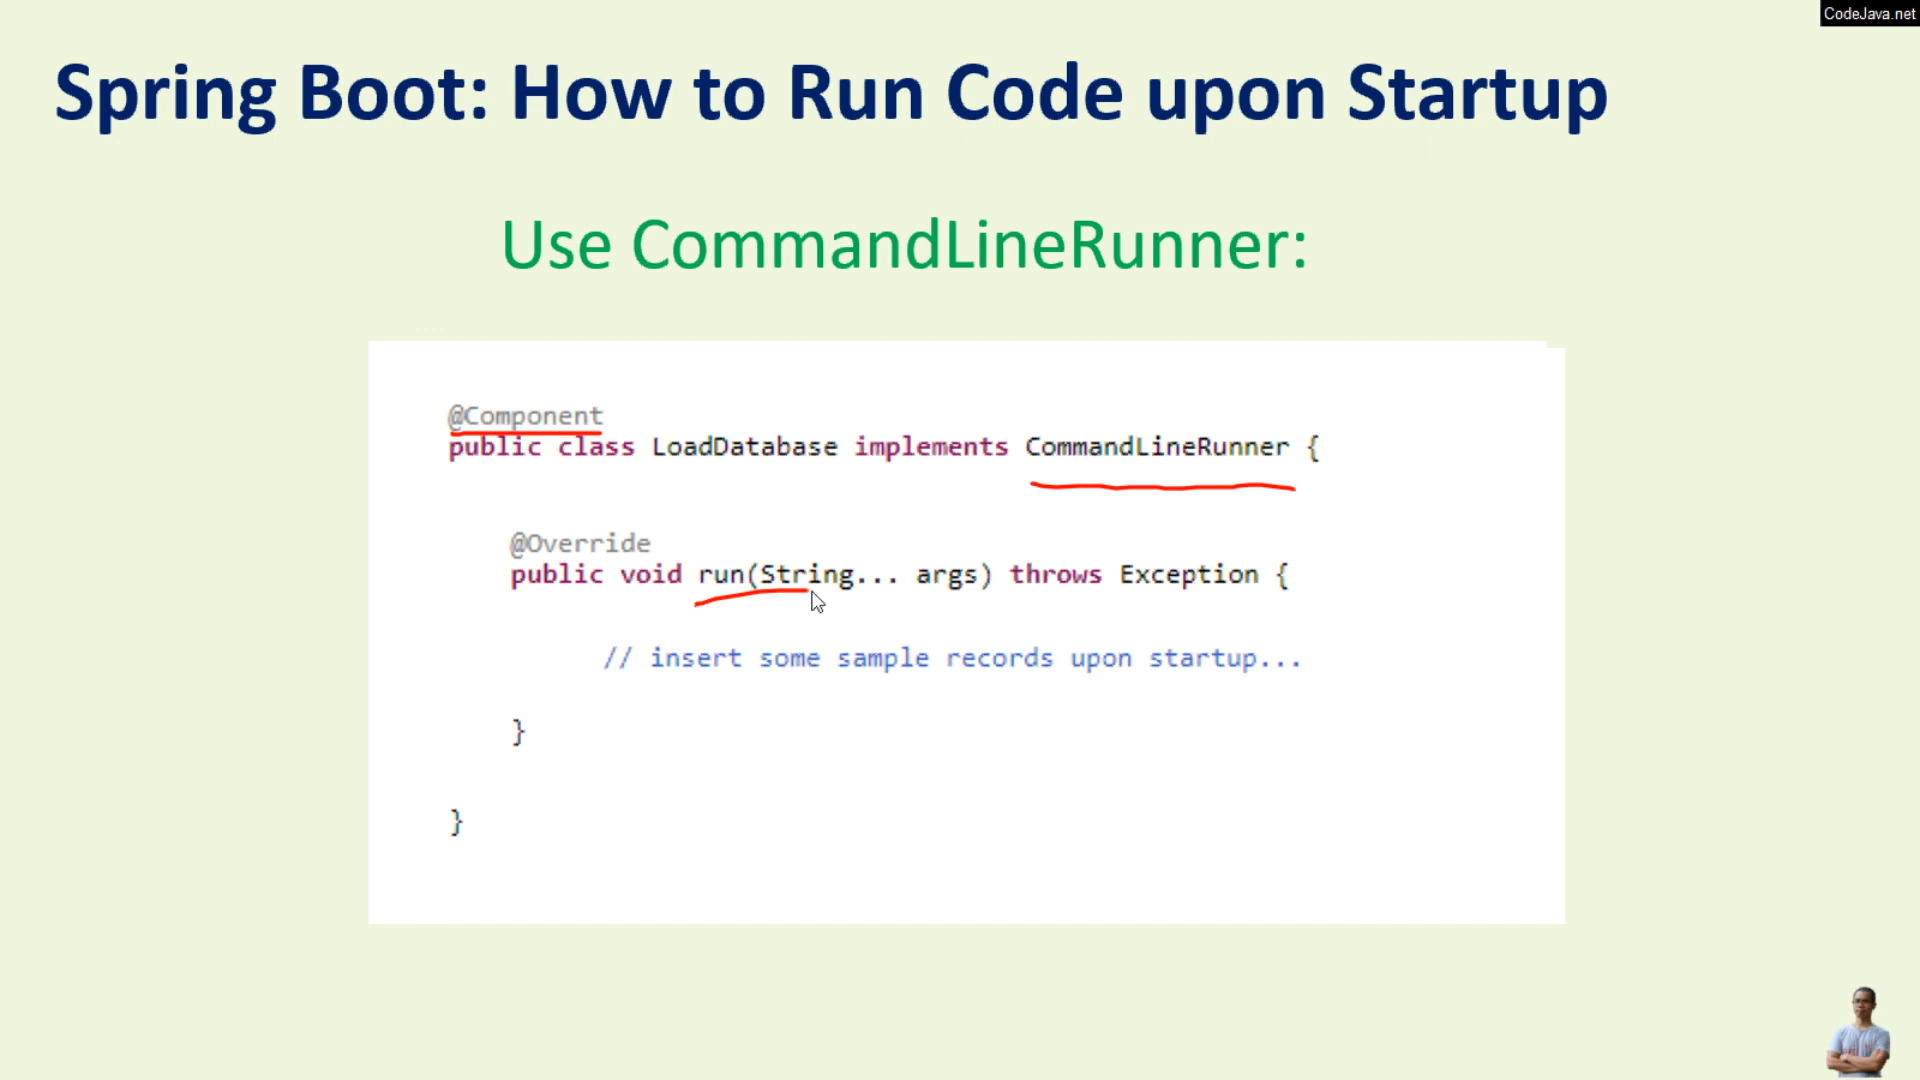 CodeJava.net
Spring Boot: How to Run Code upon Startup
Use CommandLineRunner:
@Component
public class LoadDatabase implements CommandLineRunner {
@Override
public void run(String... args) throws Exception {
// insert some sample records upon startup...
}
}